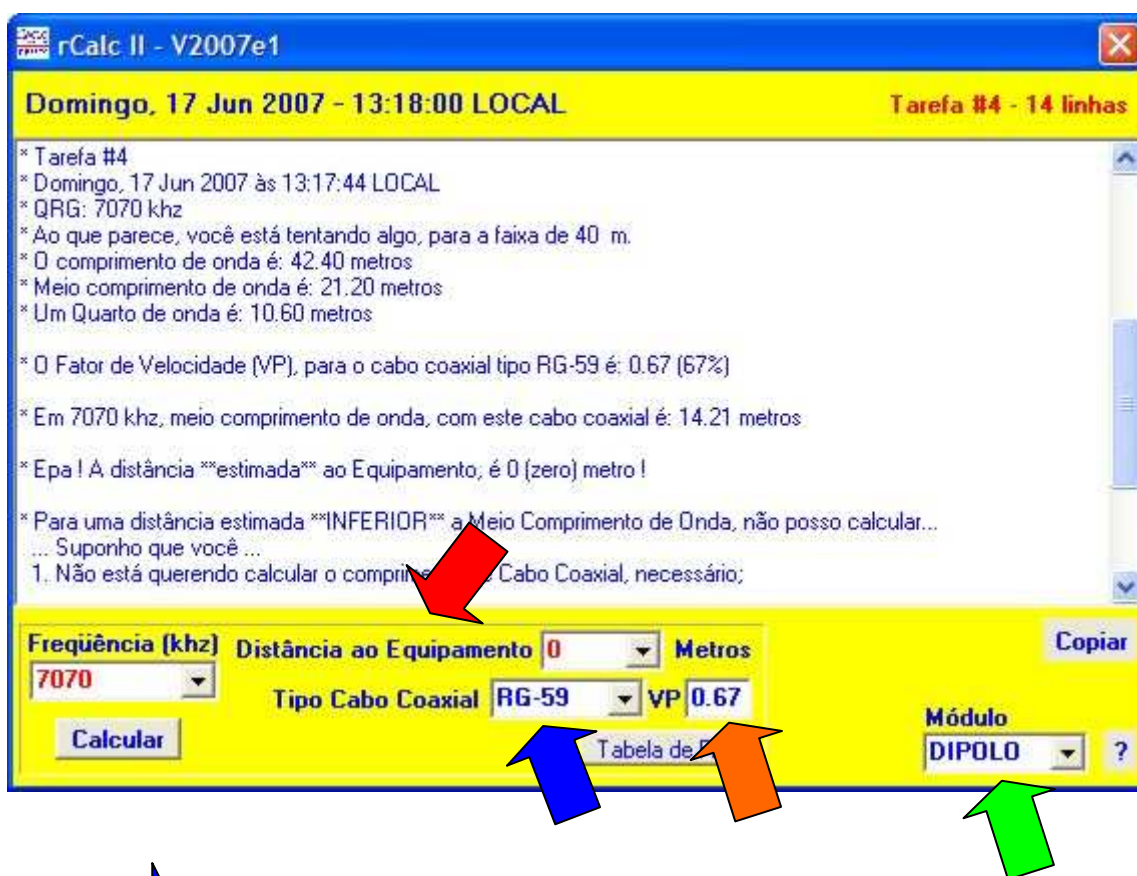 rCalc II - V2007e1
Domingo, 17 Jun 2007 - 13:18:00 LOCAL
Tarefa #4 - 14 linhas
* Tarefa #4
* Domingo, 17 Jun 2007 às 13:17:44 LOCAL
* QRG: 7070 khz
* Ao que parece, você está tentando algo, para a faixa de 40 m.
* O comprimento de onda é: 42.40 metros
* Meio comprimento de onda é: 21.20 metros
* Um Quarto de onda é: 10.60 metros
* O Fator de Velocidade (VP), para o cabo coaxial tipo RG-59 é: 0.67 (67%)
* Em 7070 khz, meio comprimento de onda, com este cabo coaxial é: 14.21 metros
* Epa ! A distância **estimada** ao Equipamento, é 0 (zero) metro !
* Para uma distância estimada **INFERIOR** a Meio Comprimento de Onda, não posso calcular...
... Suponho que você ...
1. Não está querendo calcular o Cabo Coaxial, necessário;
Freqüência (khz)
7070
Distância ao Equipamento 0 Metros
Tipo Cabo Coaxial RG-59 VP 0.67
Calcular
Tabela de
Copiar
Módulo
DIPOLO ?